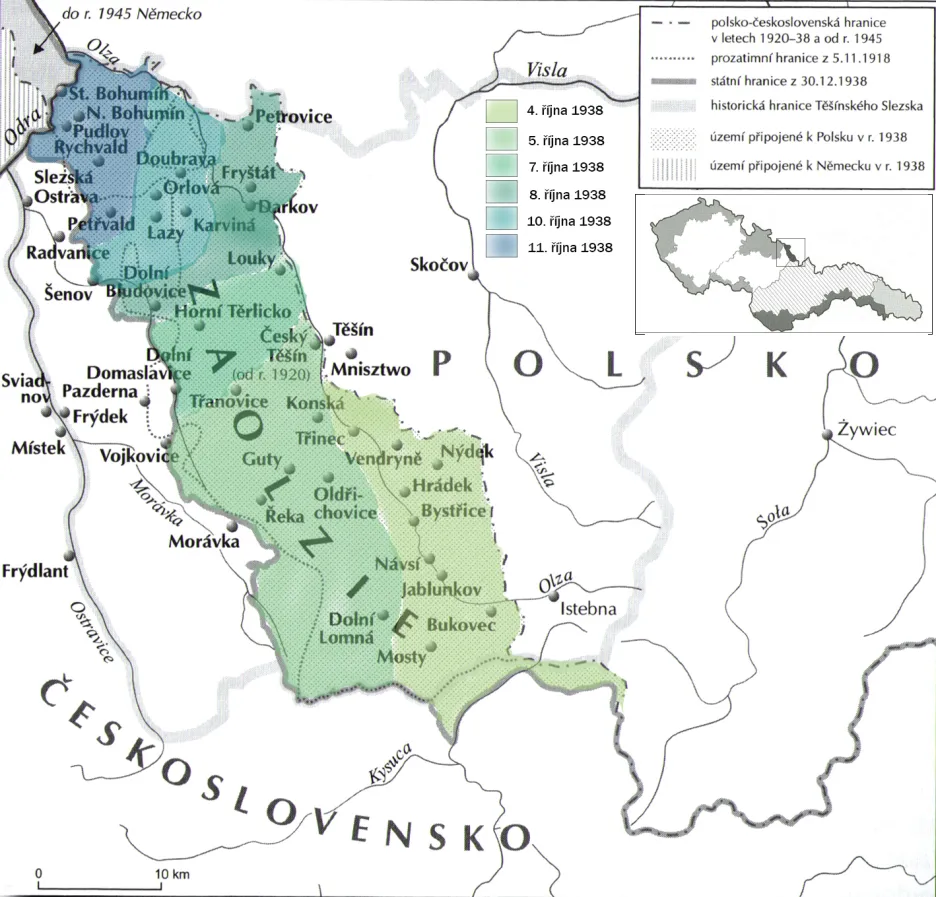 do r. 1945 Německo
Olza
Odra
St. Bohumín
N. Bohumín
Pudlov
Rychvald
Petrovice
Doubrava
Slezská
Ostrava
Orlová
Fryštát
Darkov
Petřvald
Lazy
Karviná
Radvanice
Louky
Šenov
Dolní
Bludovice
Horní Těrlicko
Český
Těšín
(od r. 1920)
Těšín
Mnisztwo
Dolní
Domaslavice
Sviad-
nov
Pazderna
Frýdek
Třanovice
Konská
Místek
Vojkovice
Třinec
Vendryně
Nýdek
Guty
Hrádek
Oldři-
chovice
Bystřice
Řeka
Morávka
Morávka
Frýdlant
Návsí
Jablunkov
Olza
Istebna
Dolní
Lomná
Bukovec
Mosty
Ostravice
Kysuca
ZAOLZIE
ČESKOSLOVENSKO
POLSKO
Visla
Skočov
Visla
Żywiec
Soła
0 10 km
4. října 1938
5. října 1938
7. října 1938
8. října 1938
10. října 1938
11. října 1938
polsko-československá hranice
v letech 1920–38 a od r. 1945
prozatimní hranice z 5.11.1918
státní hranice z 30.12.1938
historická hranice Těšínského Slezska
území připojené k Polsku v r. 1938
území připojené k Německu v r. 1938